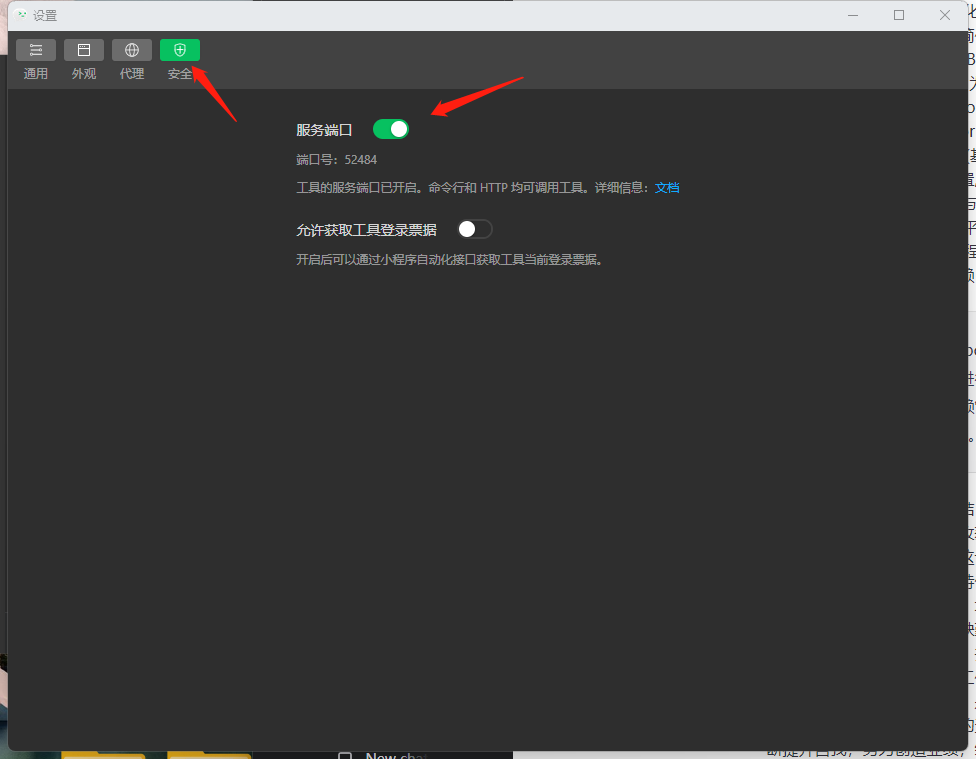 设置
通用 外观 代理 安全
服务端口
端口号：52484
工具的服务端口已开启。命令行和 HTTP 均可调用工具。详细信息：文档
允许获取工具登录票据
开启后可以通过小程序自动化接口获取工具当前登录票据。